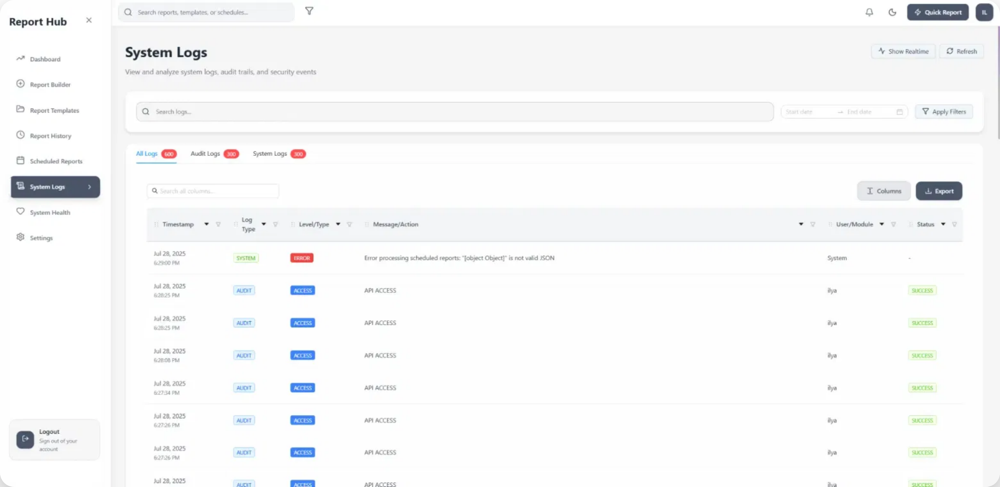 Report Hub
Search reports, templates, or schedules...
Quick Report
IL
Dashboard
Report Builder
Report Templates
Report History
Scheduled Reports
System Logs
System Health
Settings
Logout
Sign out of your
account
System Logs
Show Realtime
Refresh
View and analyze system logs, audit trails, and security events
Search logs...
Start date
End date
Apply Filters
All Logs 600
Audit Logs 300
System Logs 300
Search all columns...
Columns
Export
Timestamp
Log
Type
Level/Type
Message/Action
User/Module
Status
Jul 28, 2025
6:29:00 PM
SYSTEM
ERROR
Error processing scheduled reports: "[object Object]" is not valid JSON
System
-
Jul 28, 2025
6:28:25 PM
AUDIT
ACCESS
API ACCESS
ilya
SUCCESS
Jul 28, 2025
6:28:25 PM
AUDIT
ACCESS
API ACCESS
ilya
SUCCESS
Jul 28, 2025
6:28:08 PM
AUDIT
ACCESS
API ACCESS
ilya
SUCCESS
Jul 28, 2025
6:27:34 PM
AUDIT
ACCESS
API ACCESS
ilya
SUCCESS
Jul 28, 2025
6:27:26 PM
AUDIT
ACCESS
API ACCESS
ilya
SUCCESS
Jul 28, 2025
6:27:26 PM
AUDIT
ACCESS
API ACCESS
ilya
SUCCESS
Jul 28, 2025
AUDIT
ACCESS
API ACCESS
ilya
SUCCESS